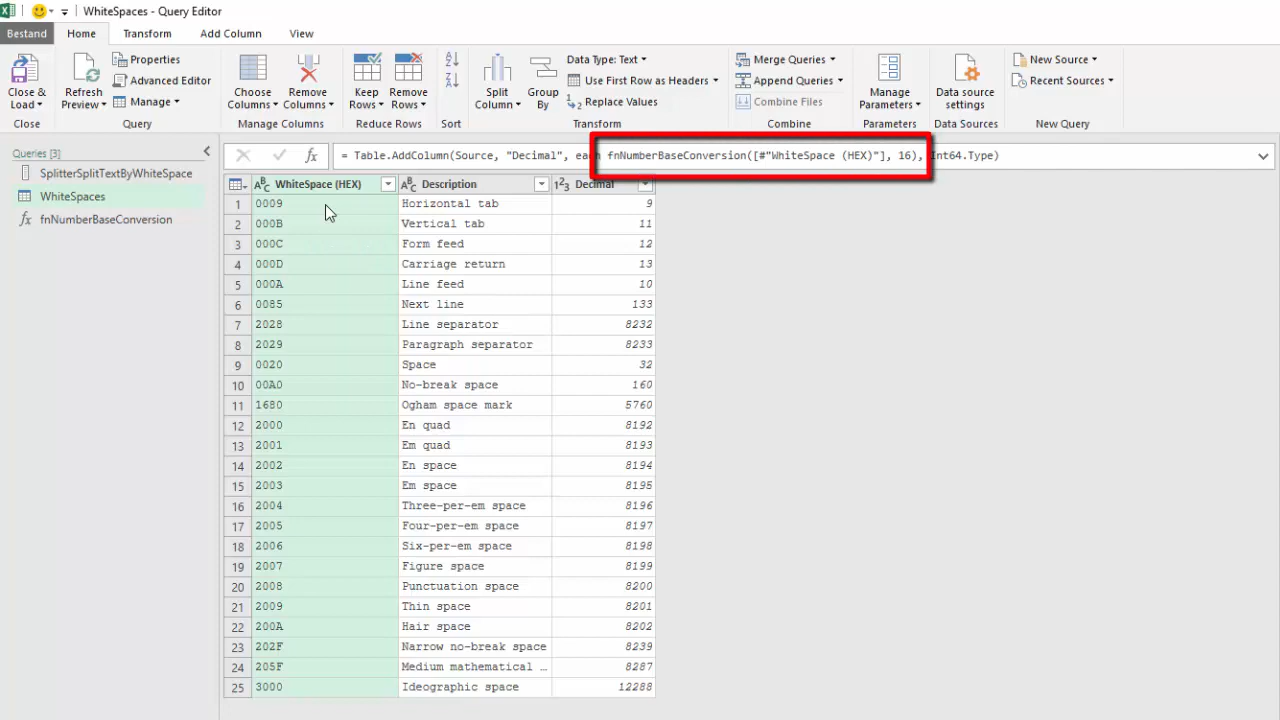 WhiteSpaces - Query Editor
Bestand Home Transform Add Column View
Close & Load
Refresh Preview
Properties
Advanced Editor
Manage
Choose Columns
Remove Columns
Keep Rows
Remove Rows
Split Column
Group By
Data Type: Text
Use First Row as Headers
Replace Values
Merge Queries
Append Queries
Combine Files
Manage Parameters
Data source settings
New Source
Recent Sources
Close Query Manage Columns Reduce Rows Sort Transform Combine Parameters Data Sources New Query
Queries [3]
SplitterSplitTextByWhiteSpace
WhiteSpaces
fx fnNumberBaseConversion
fx = Table.AddColumn(Source, "Decimal", each fnNumberBaseConversion([#"WhiteSpace (HEX)"], 16), Int64.Type)
ABC WhiteSpace (HEX) ABC Description 123 Decimal
1 0009 Horizontal tab 9
2 000B Vertical tab 11
3 000C Form feed 12
4 000D Carriage return 13
5 000A Line feed 10
6 0085 Next line 133
7 2028 Line separator 8232
8 2029 Paragraph separator 8233
9 0020 Space 32
10 00A0 No-break space 160
11 1680 Ogham space mark 5760
12 2000 En quad 8192
13 2001 Em quad 8193
14 2002 En space 8194
15 2003 Em space 8195
16 2004 Three-per-em space 8196
17 2005 Four-per-em space 8197
18 2006 Six-per-em space 8198
19 2007 Figure space 8199
20 2008 Punctuation space 8200
21 2009 Thin space 8201
22 200A Hair space 8202
23 202F Narrow no-break space 8239
24 205F Medium mathematical ... 8287
25 3000 Ideographic space 12288